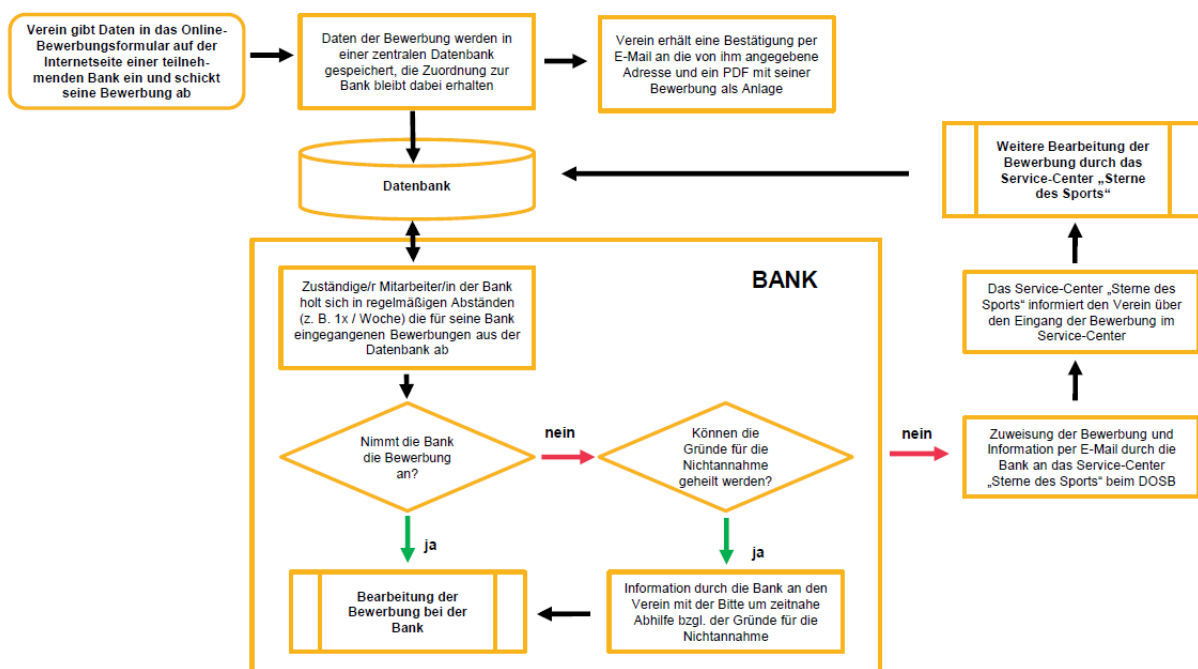 Verein gibt Daten in das Online-
Bewerbungsformular auf der
Internetseite einer teilneh-
menden Bank ein und schickt
seine Bewerbung ab
Daten der Bewerbung werden in
einer zentralen Datenbank
gespeichert, die Zuordnung zur
Bank bleibt dabei erhalten
Verein erhält eine Bestätigung per
E-Mail an die von ihm angegebene
Adresse und ein PDF mit seiner
Bewerbung als Anlage
Datenbank
Weitere Bearbeitung der
Bewerbung durch das
Service-Center „Sterne
des Sports“
BANK
Zuständige/r Mitarbeiter/in der Bank
holt sich in regelmäßigen Abständen
(z. B. 1x / Woche) die für seine Bank
eingegangenen Bewerbungen aus der
Datenbank ab
Das Service-Center „Sterne des
Sports“ informiert den Verein über
den Eingang der Bewerbung im
Service-Center
Nimmt die Bank
die Bewerbung
an?
nein
Können die
Gründe für die
Nichtannahme
geheilt werden?
nein
Zuweisung der Bewerbung und
Information per E-Mail durch die
Bank an das Service-Center
„Sterne des Sports“ beim DOSB
ja
ja
Bearbeitung der
Bewerbung bei der
Bank
Information durch die Bank an den
Verein mit der Bitte um zeitnahe
Abhilfe bzgl. der Gründe für die
Nichtannahme